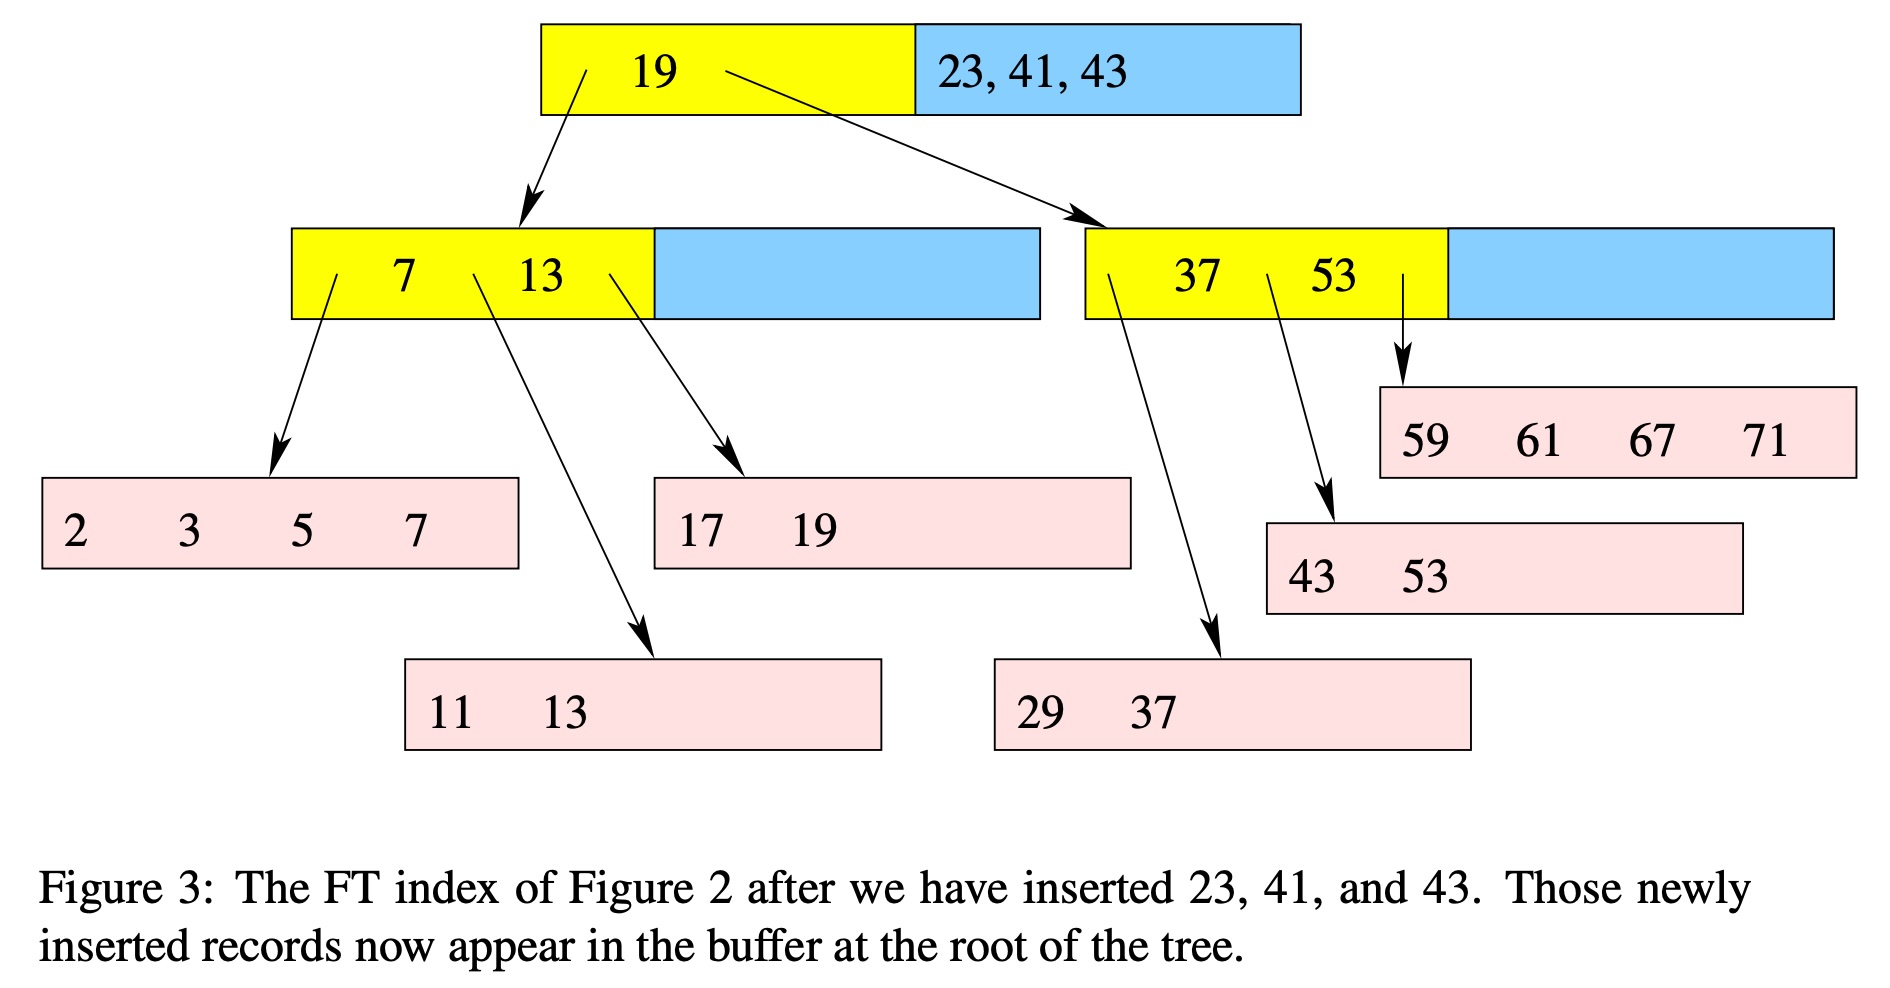 19
23, 41, 43
7 13
37 53
59 61 67 71
2 3 5 7
17 19
43 53
11 13
29 37
Figure 3: The FT index of Figure 2 after we have inserted 23, 41, and 43. Those newly
inserted records now appear in the buffer at the root of the tree.